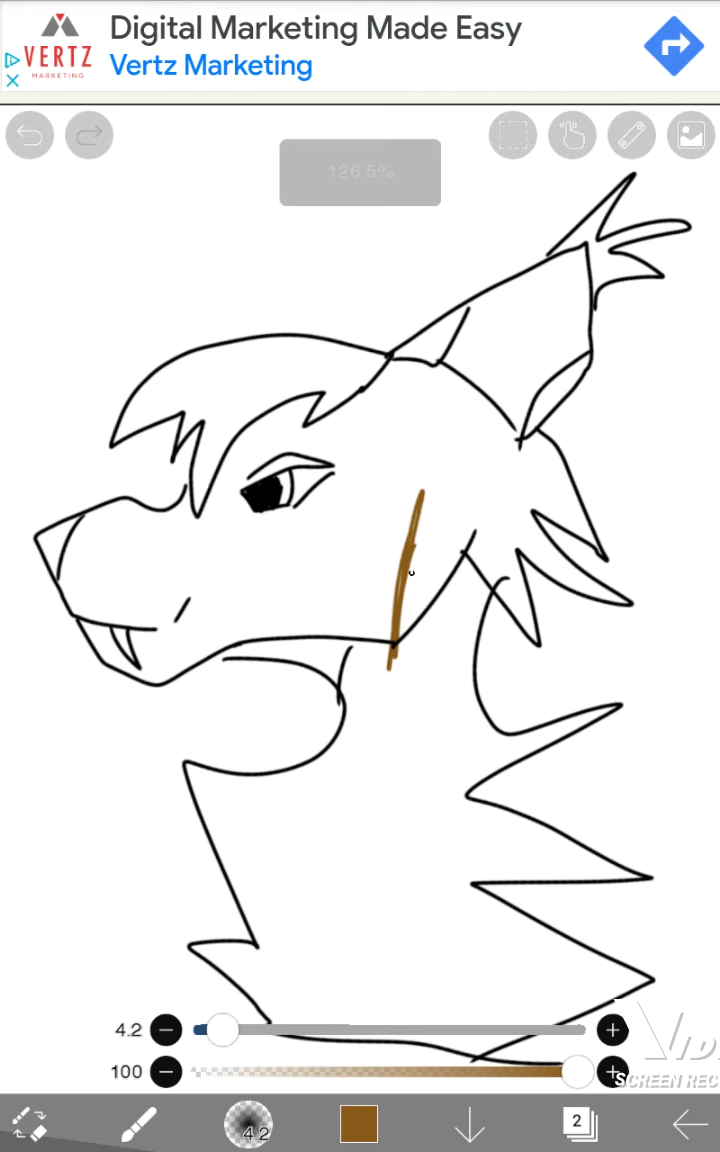 Digital Marketing Made Easy
VERTZ
MARKETING
Vertz Marketing
126.5%
4.2
100
SCREEN REC
4.2
2